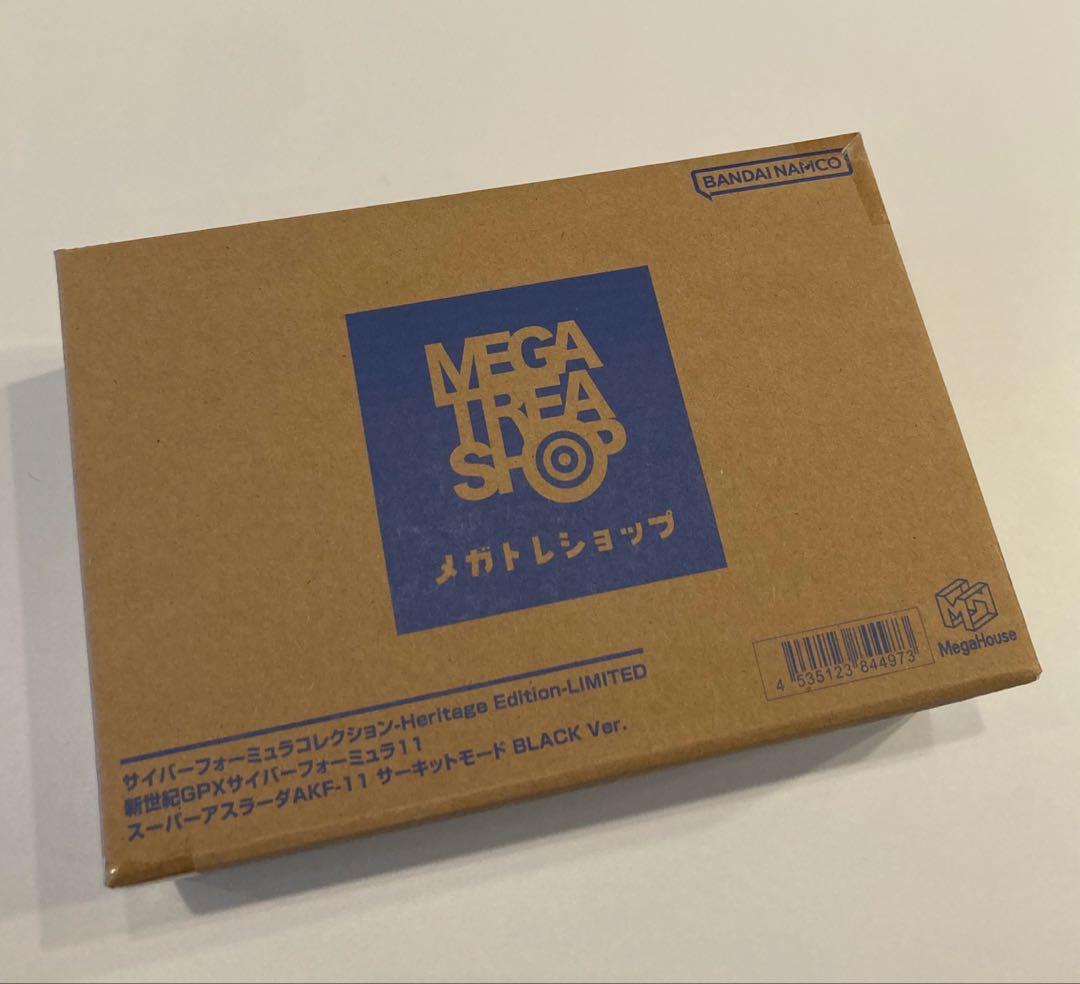 BANDAI NAMCO
MEGA
TREA
SHOP
メガトレショップ
MegaHouse
4 535123 844973
サイバーフォーミュラコレクション-Heritage Edition-LIMITED
新世紀GPXサイバーフォーミュラ11
スーパーアスラーダAKF-11 サーキットモード BLACK Ver.